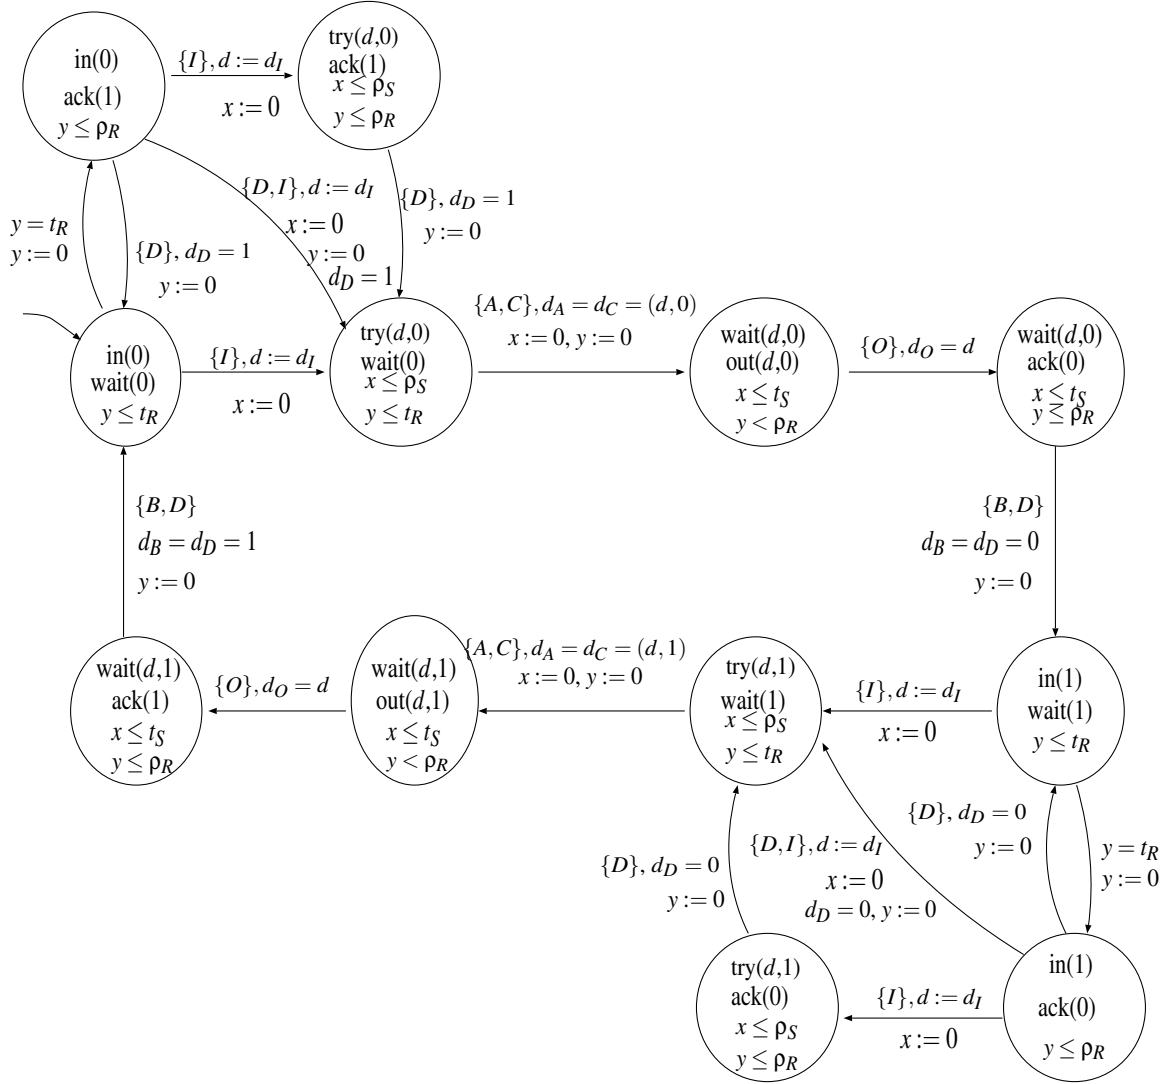 in(0)
ack(1)
y ≤ ρ_R
{I}, d := d_I
x := 0
try(d,0)
ack(1)
x ≤ ρ_S
y ≤ ρ_R
{D,I}, d := d_I
x := 0
y := 0
d_D = 1
{D}, d_D = 1
y := 0
y = t_R
y := 0
{D}, d_D = 1
y := 0
in(0)
wait(0)
y ≤ t_R
{I}, d := d_I
x := 0
try(d,0)
wait(0)
x ≤ ρ_S
y ≤ t_R
{A,C}, d_A = d_C = (d,0)
x := 0, y := 0
wait(d,0)
out(d,0)
x ≤ t_S
y < ρ_R
{O}, d_O = d
wait(d,0)
ack(0)
x ≤ t_S
y ≤ ρ_R
{B,D}
d_B = d_D = 1
y := 0
{B,D}
d_B = d_D = 0
y := 0
wait(d,1)
ack(1)
x ≤ t_S
y ≤ ρ_R
{O}, d_O = d
wait(d,1)
out(d,1)
x ≤ t_S
y < ρ_R
{A,C}, d_A = d_C = (d,1)
x := 0, y := 0
try(d,1)
wait(1)
x ≤ ρ_S
y ≤ t_R
{I}, d := d_I
x := 0
in(1)
wait(1)
y ≤ t_R
{D}, d_D = 0
y := 0
{D,I}, d := d_I
x := 0
d_D = 0, y := 0
{D}, d_D = 0
y := 0
y = t_R
y := 0
try(d,1)
ack(0)
x ≤ ρ_S
y ≤ ρ_R
{I}, d := d_I
x := 0
in(1)
ack(0)
y ≤ ρ_R